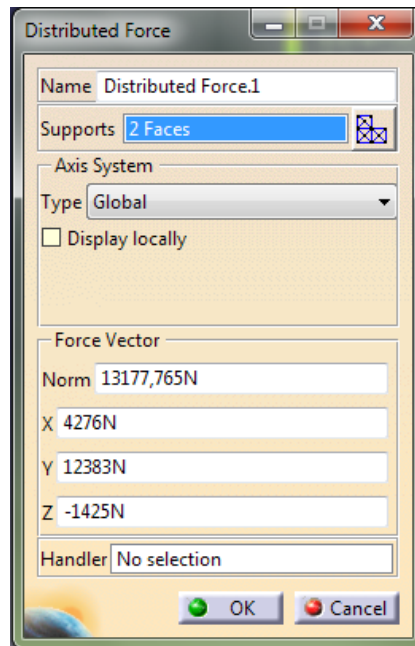 Distributed Force
Name Distributed Force.1
Supports 2 Faces
Axis System
Type Global
Display locally
Force Vector
Norm 13177,765N
X 4276N
Y 12383N
Z -1425N
Handler No selection
OK Cancel